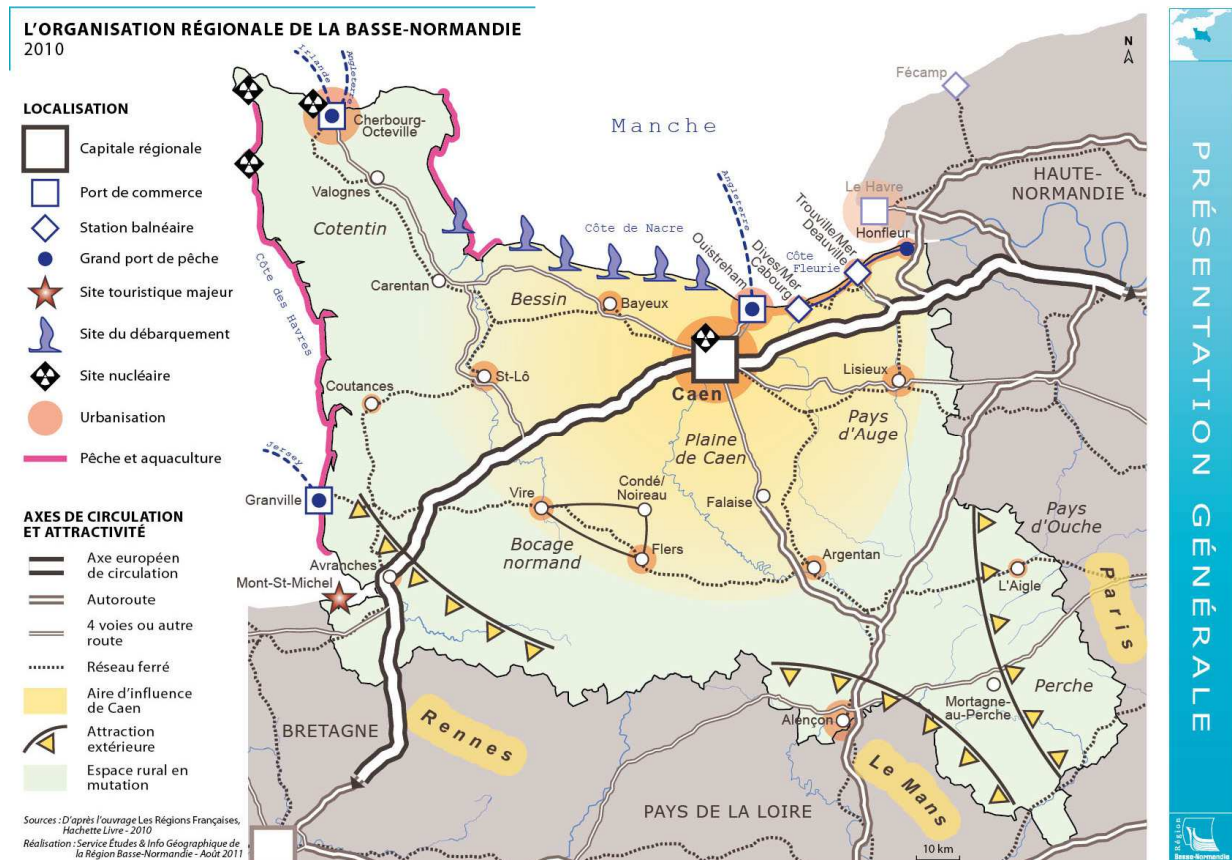 L'ORGANISATION RÉGIONALE DE LA BASSE-NORMANDIE
2010
LOCALISATION
Capitale régionale
Port de commerce
Station balnéaire
Grand port de pêche
Site touristique majeur
Site du débarquement
Site nucléaire
Urbanisation
Pêche et aquaculture
AXES DE CIRCULATION
ET ATTRACTIVITÉ
Axe européen
de circulation
Autoroute
4 voies ou autre
route
Réseau ferré
Aire d'influence
de Caen
Attraction
extérieure
Espace rural en
mutation
Sources : D'après l'ouvrage Les Régions Françaises,
Hachette Livre - 2010
Réalisation : Service Études & Info Géographique de
la Région Basse-Normandie - Août 2011
Irlande
Angleterre
Cherbourg-
Octeville
Valognes
Cotentin
Carentan
Côte des Havres
Coutances
St-Lô
Jersey
Granville
Avranches
Mont-St-Michel
BRETAGNE
Rennes
Manche
Côte de Nacre
Bessin
Bayeux
Angleterre
Ouistreham
Dives/Mer
Cabourg
Côte
Fleurie
Trouville/Mer
Deauville
Honfleur
Le Havre
Fécamp
N
HAUTE-
NORMANDIE
Caen
Lisieux
Pays
d'Auge
Plaine
de Caen
Vire
Condé/
Noireau
Flers
Bocage
normand
Falaise
Argentan
Pays
d'Ouche
L'Aigle
Paris
Perche
Mortagne-
au-Perche
Alençon
Le Mans
PAYS DE LA LOIRE
10 km
PRÉSENTATION GÉNÉRALE
Région
Basse-Normandie